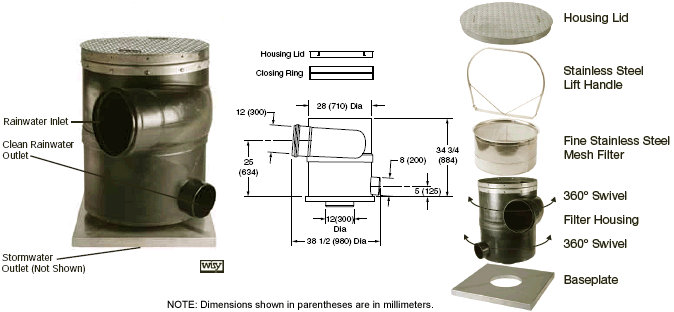 Rainwater Inlet
Clean Rainwater
Outlet
Stormwater
Outlet (Not Shown)
wisy
Housing Lid
Closing Ring
28 (710) Dia
12 (300)
25
(634)
34 3/4
(884)
8 (200)
5 (125)
12(300)
Dia
38 1/2 (980) Dia
Housing Lid
Stainless Steel
Lift Handle
Fine Stainless Steel
Mesh Filter
360° Swivel
Filter Housing
360° Swivel
Baseplate
NOTE: Dimensions shown in parentheses are in millimeters.